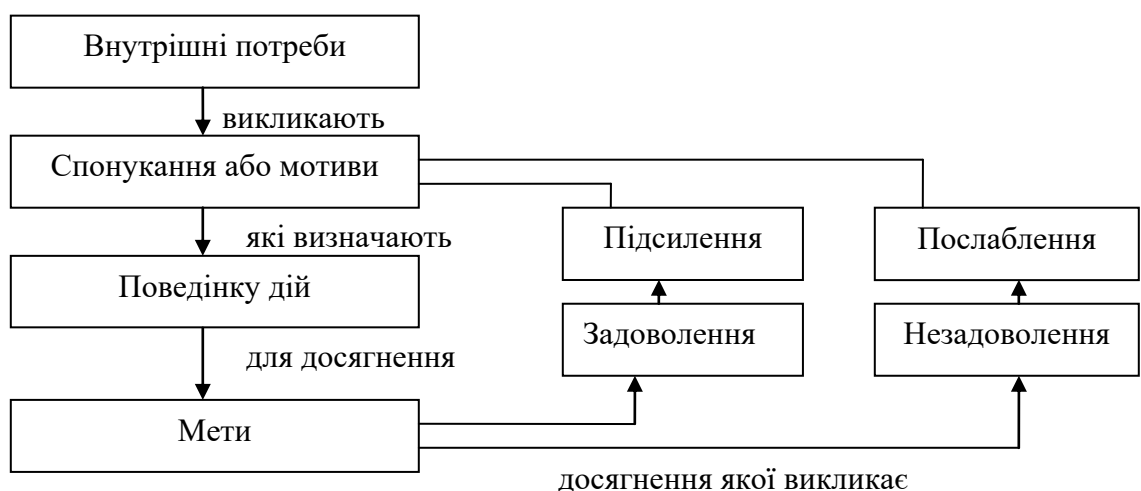 Внутрішні потреби
викликають
Спонукання або мотиви
які визначають
Підсилення
Послаблення
Поведінку дій
Задоволення
Незадоволення
для досягнення
Мети
досягнення якої викликає